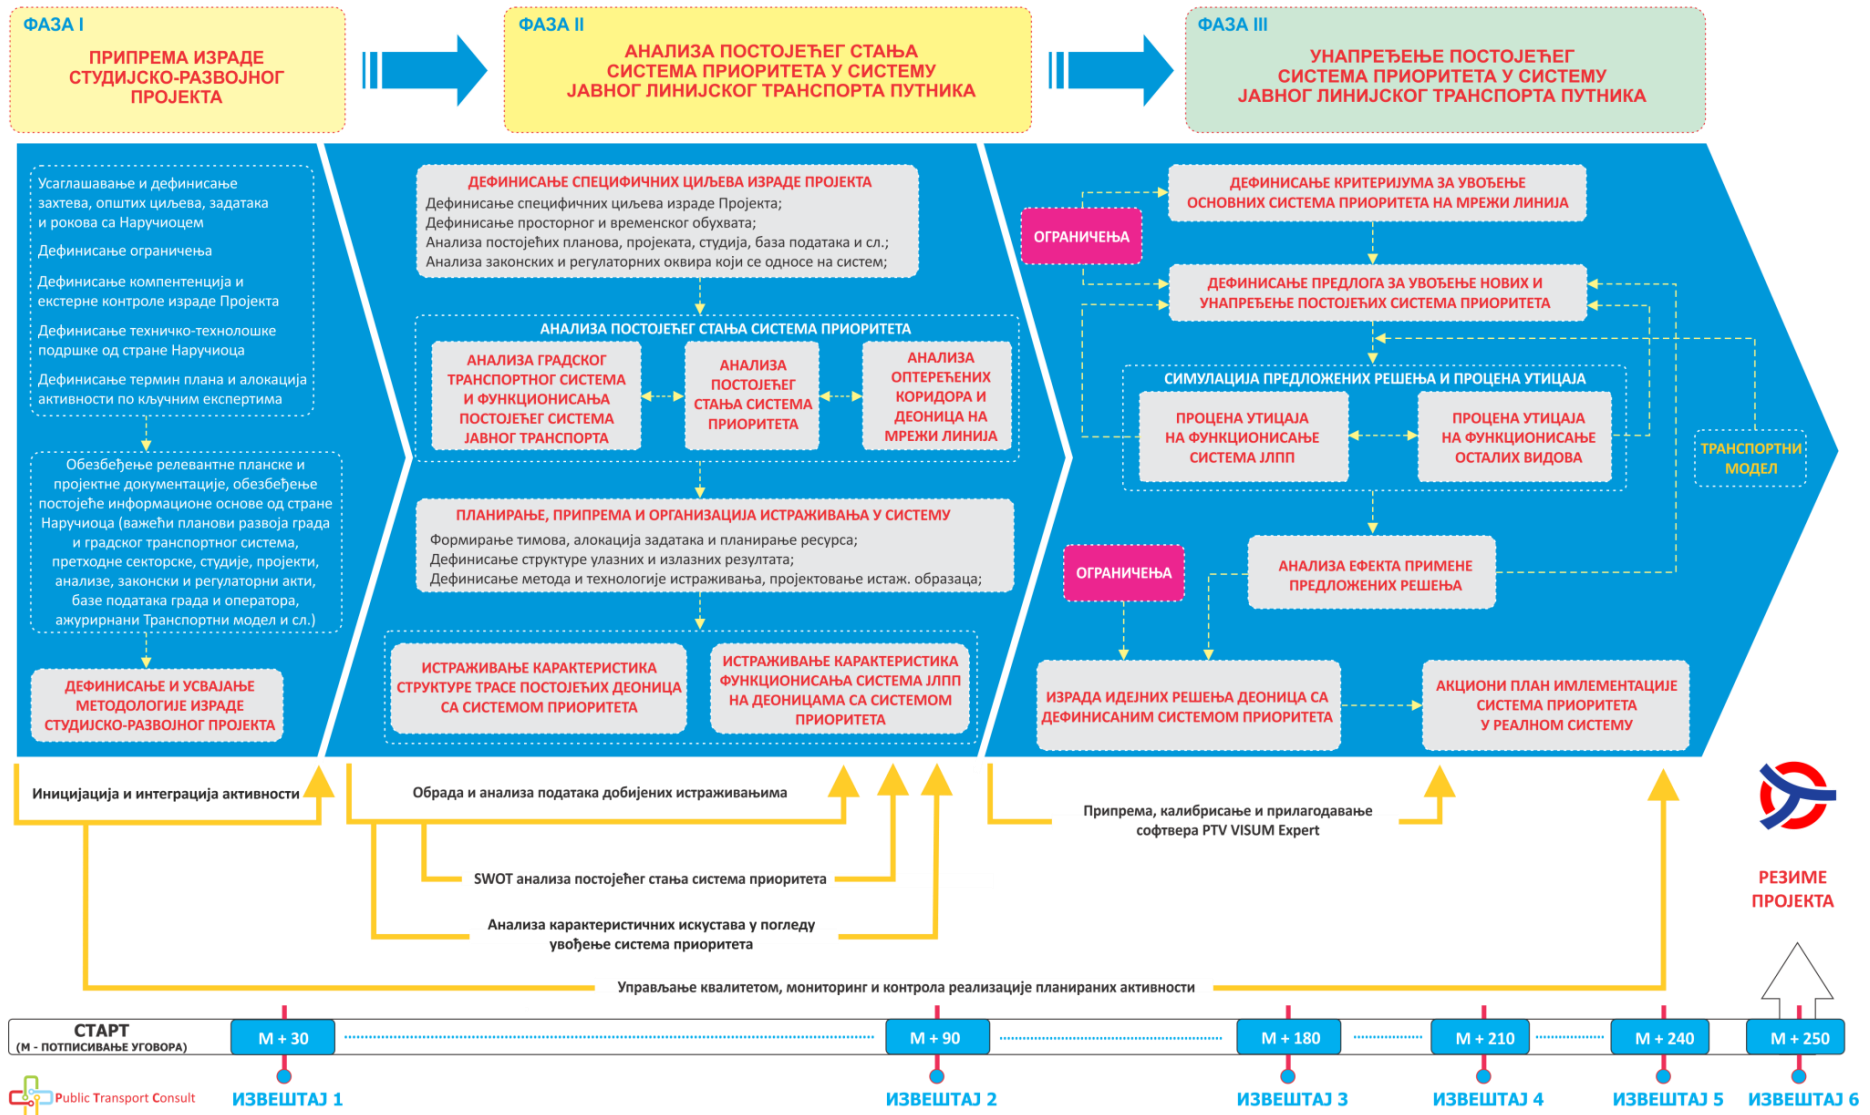 ФАЗА I
ПРИПРЕМА ИЗРАДЕ
СТУДИЈСКО-РАЗВОЈНОГ
ПРОЈЕКТА
ФАЗА II
АНАЛИЗА ПОСТОЈЕЋЕГ СТАЊА
СИСТЕМА ПРИОРИТЕТА У СИСТЕМУ
ЈАВНОГ ЛИНИЈСКОГ ТРАНСПОРТА ПУТНИКА
ФАЗА III
УНАПРЕЂЕЊЕ ПОСТОЈЕЋЕГ
СИСТЕМА ПРИОРИТЕТА У СИСТЕМУ
ЈАВНОГ ЛИНИЈСКОГ ТРАНСПОРТА ПУТНИКА
Усаглашавање и дефинисање
захтева, општих циљева, задатака
и рокова са Наручиоцем
Дефинисање ограничења
Дефинисање компентенција и
екстерне контроле израде Пројекта
Дефинисање техничко-технолошке
подршке од стране Наручиоца
Дефинисање термин плана и алокација
активности по кључним експертима
Обезбеђење релевантне планске и
пројектне документације, обезбеђење
постојеће информационе основе од стране
Наручиоца (важећи планови развоја града
и градског транспортног система,
претходне секторске, студије, пројекти,
анализе, законски и регулаторни акти,
базе података града и оператора,
ажурирнани Транспортни модел и сл.)
ДЕФИНИСАЊЕ И УСВАЈАЊЕ
МЕТОДОЛОГИЈЕ ИЗРАДЕ
СТУДИЈСКО-РАЗВОЈНОГ ПРОЈЕКТА
ДЕФИНИСАЊЕ СПЕЦИФИЧНИХ ЦИЉЕВА ИЗРАДЕ ПРОЈЕКТА
Дефинисање специфичних циљева израде Пројекта;
Дефинисање просторног и временског обухвата;
Анализа постојећих планова, пројеката, студија, база података и сл.;
Анализа законских и регулаторних оквира који се односе на систем;
АНАЛИЗА ПОСТОЈЕЋЕГ СТАЊА СИСТЕМА ПРИОРИТЕТА
АНАЛИЗА ГРАДСКОГ
ТРАНСПОРТНОГ СИСТЕМА
И ФУНКЦИОНИСАЊА
ПОСТОЈЕЋЕГ СИСТЕМА
ЈАВНОГ ТРАНСПОРТА
АНАЛИЗА
ПОСТОЈЕЋЕГ
СТАЊА СИСТЕМА
ПРИОРИТЕТА
АНАЛИЗА
ОПТЕРЕЋЕНИХ
КОРИДОРА И
ДЕОНИЦА НА
МРЕЖИ ЛИНИЈА
ПЛАНИРАЊЕ, ПРИПРЕМА И ОРГАНИЗАЦИЈА ИСТРАЖИВАЊА У СИСТЕМУ
Формирање тимова, алокација задатака и планирање ресурса;
Дефинисање структуре улазних и излазних резултата;
Дефинисање метода и технологије истраживања, пројектовање истаж. образаца;
ИСТРАЖИВАЊЕ КАРАКТЕРИСТИКА
СТРУКТУРЕ ТРАСЕ ПОСТОЈЕЋИХ ДЕОНИЦА
СА СИСТЕМОМ ПРИОРИТЕТА
ИСТРАЖИВАЊЕ КАРАКТЕРИСТИКА
ФУНКЦИОНИСАЊА СИСТЕМА ЈЛПП
НА ДЕОНИЦАМА СА СИСТЕМОМ
ПРИОРИТЕТА
ДЕФИНИСАЊЕ КРИТЕРИЈУМА ЗА УВОЂЕЊЕ
ОСНОВНИХ СИСТЕМА ПРИОРИТЕТА НА МРЕЖИ ЛИНИЈА
ОГРАНИЧЕЊА
ДЕФИНИСАЊЕ ПРЕДЛОГА ЗА УВОЂЕЊЕ НОВИХ И
УНАПРЕЂЕЊЕ ПОСТОЈЕЋИХ СИСТЕМА ПРИОРИТЕТА
СИМУЛАЦИЈА ПРЕДЛОЖЕНИХ РЕШЕЊА И ПРОЦЕНА УТИЦАЈА
ПРОЦЕНА УТИЦАЈА
НА ФУНКЦИОНИСАЊЕ
СИСТЕМА ЈЛПП
ПРОЦЕНА УТИЦАЈА
НА ФУНКЦИОНИСАЊЕ
ОСТАЛИХ ВИДОВА
ТРАНСПОРТНИ
МОДЕЛ
ОГРАНИЧЕЊА
АНАЛИЗА ЕФЕКТА ПРИМЕНЕ
ПРЕДЛОЖЕНИХ РЕШЕЊА
ИЗРАДА ИДЕЈНИХ РЕШЕЊА ДЕОНИЦА СА
ДЕФИНИСАНИМ СИСТЕМОМ ПРИОРИТЕТА
АКЦИОНИ ПЛАН ИМЛЕМЕНТАЦИЈЕ
СИСТЕМА ПРИОРИТЕТА
У РЕАЛНОМ СИСТЕМУ
Иницијација и интеграција активности
Обрада и анализа података добијених истраживањима
Припрема, калибрисање и прилагодавање
софтвера PTV VISUM Expert
SWOT анализа постојећег стања система приоритета
Анализа карактеристичних искустава у погледу
увођење система приоритета
Управљање квалитетом, мониторинг и контрола реализације планираних активности
РЕЗИМЕ
ПРОЈЕКТА
СТАРТ
(М - ПОТПИСИВАЊЕ УГОВОРА)
М + 30
М + 90
М + 180
М + 210
М + 240
М + 250
Public Transport Consult
ИЗВЕШТАЈ 1
ИЗВЕШТАЈ 2
ИЗВЕШТАЈ 3
ИЗВЕШТАЈ 4
ИЗВЕШТАЈ 5
ИЗВЕШТАЈ 6